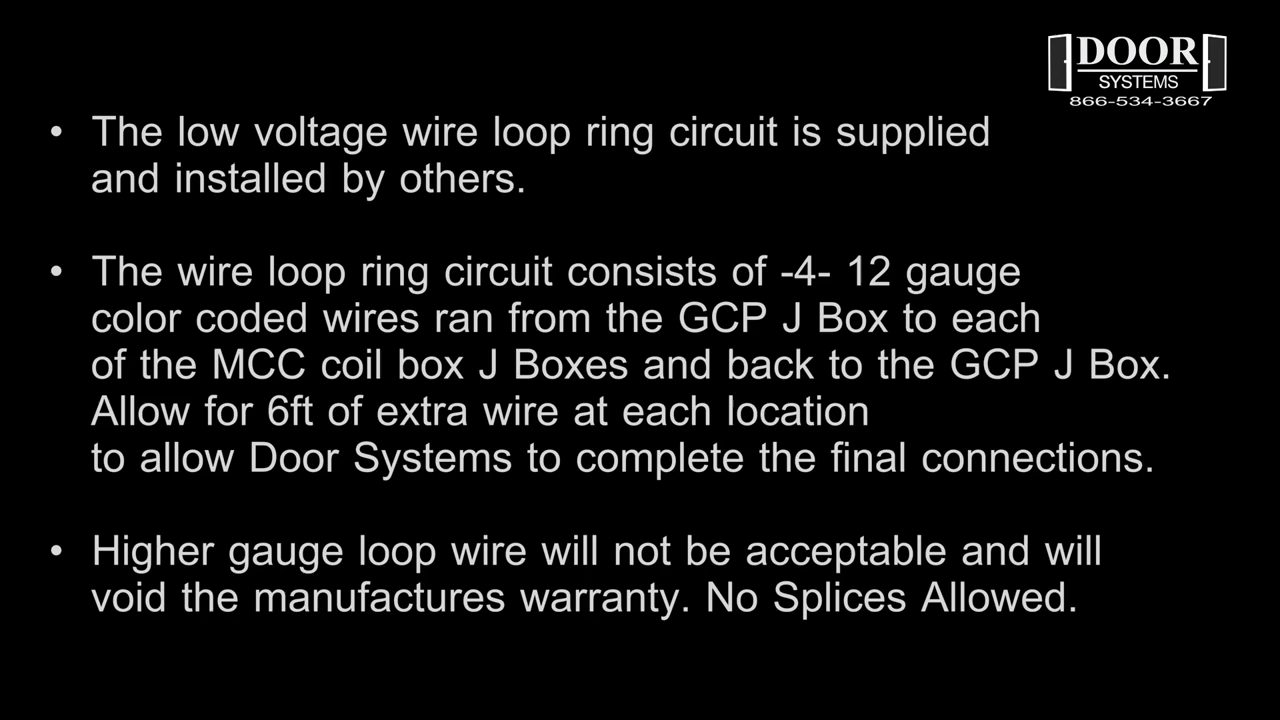 DOOR
SYSTEMS
866-534-3667
• The low voltage wire loop ring circuit is supplied
and installed by others.
• The wire loop ring circuit consists of -4- 12 gauge
color coded wires ran from the GCP J Box to each
of the MCC coil box J Boxes and back to the GCP J Box.
Allow for 6ft of extra wire at each location
to allow Door Systems to complete the final connections.
• Higher gauge loop wire will not be acceptable and will
void the manufactures warranty. No Splices Allowed.